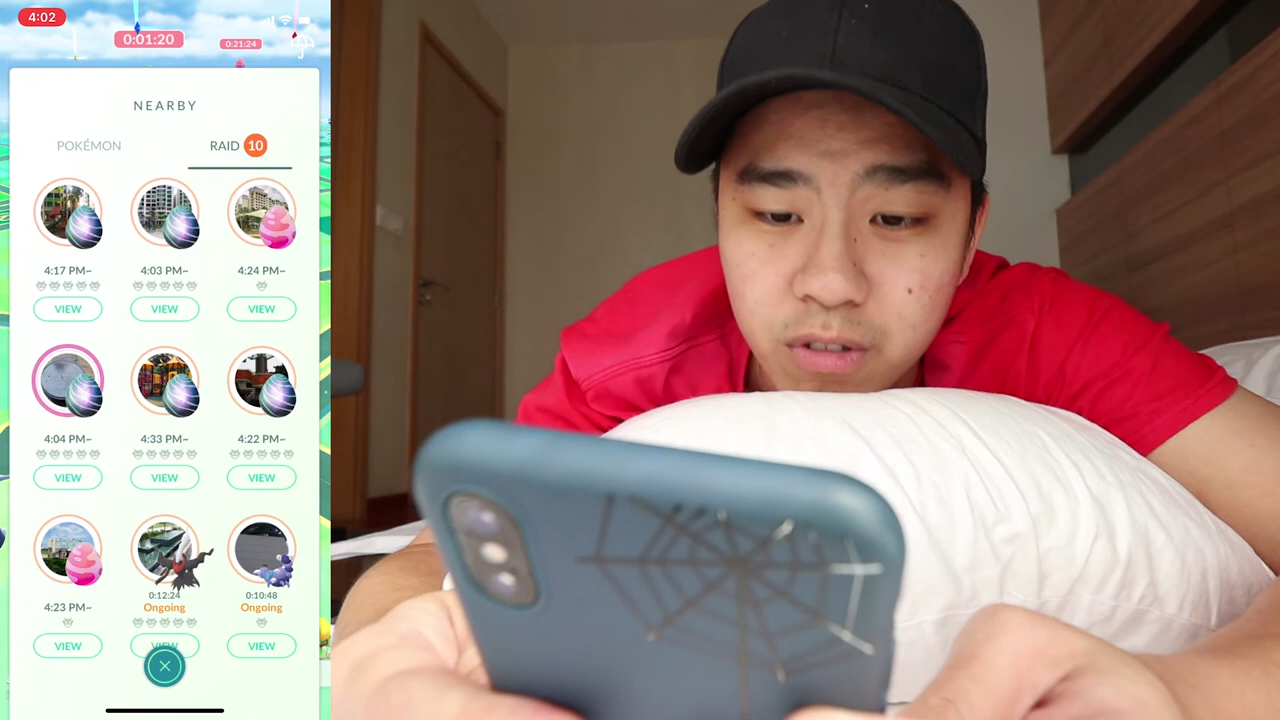 4:02
0:01:20
0:21:24
NEARBY
POKÉMON
RAID 10
4:17 PM~
4:03 PM~
4:24 PM~
VIEW
VIEW
VIEW
4:04 PM~
4:33 PM~
4:22 PM~
VIEW
VIEW
VIEW
0:12:24
0:10:48
4:23 PM~
Ongoing
Ongoing
VIEW
VIEW
VIEW